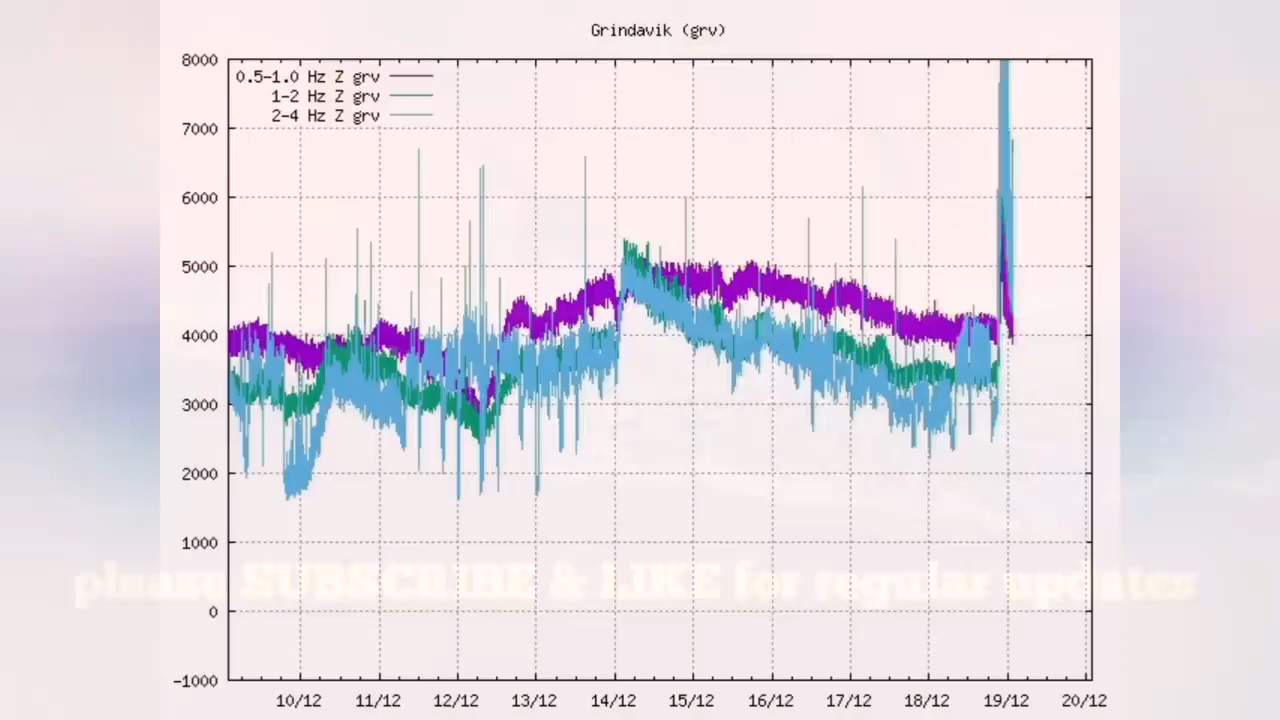 Grindavik (grv)
8000
0.5-1.0 Hz Z grv
1-2 Hz Z grv
2-4 Hz Z grv
7000
6000
5000
4000
3000
2000
1000
please SUBSCRIBE & LIKE for regular updates
0
-1000
10/12 11/12 12/12 13/12 14/12 15/12 16/12 17/12 18/12 19/12 20/12